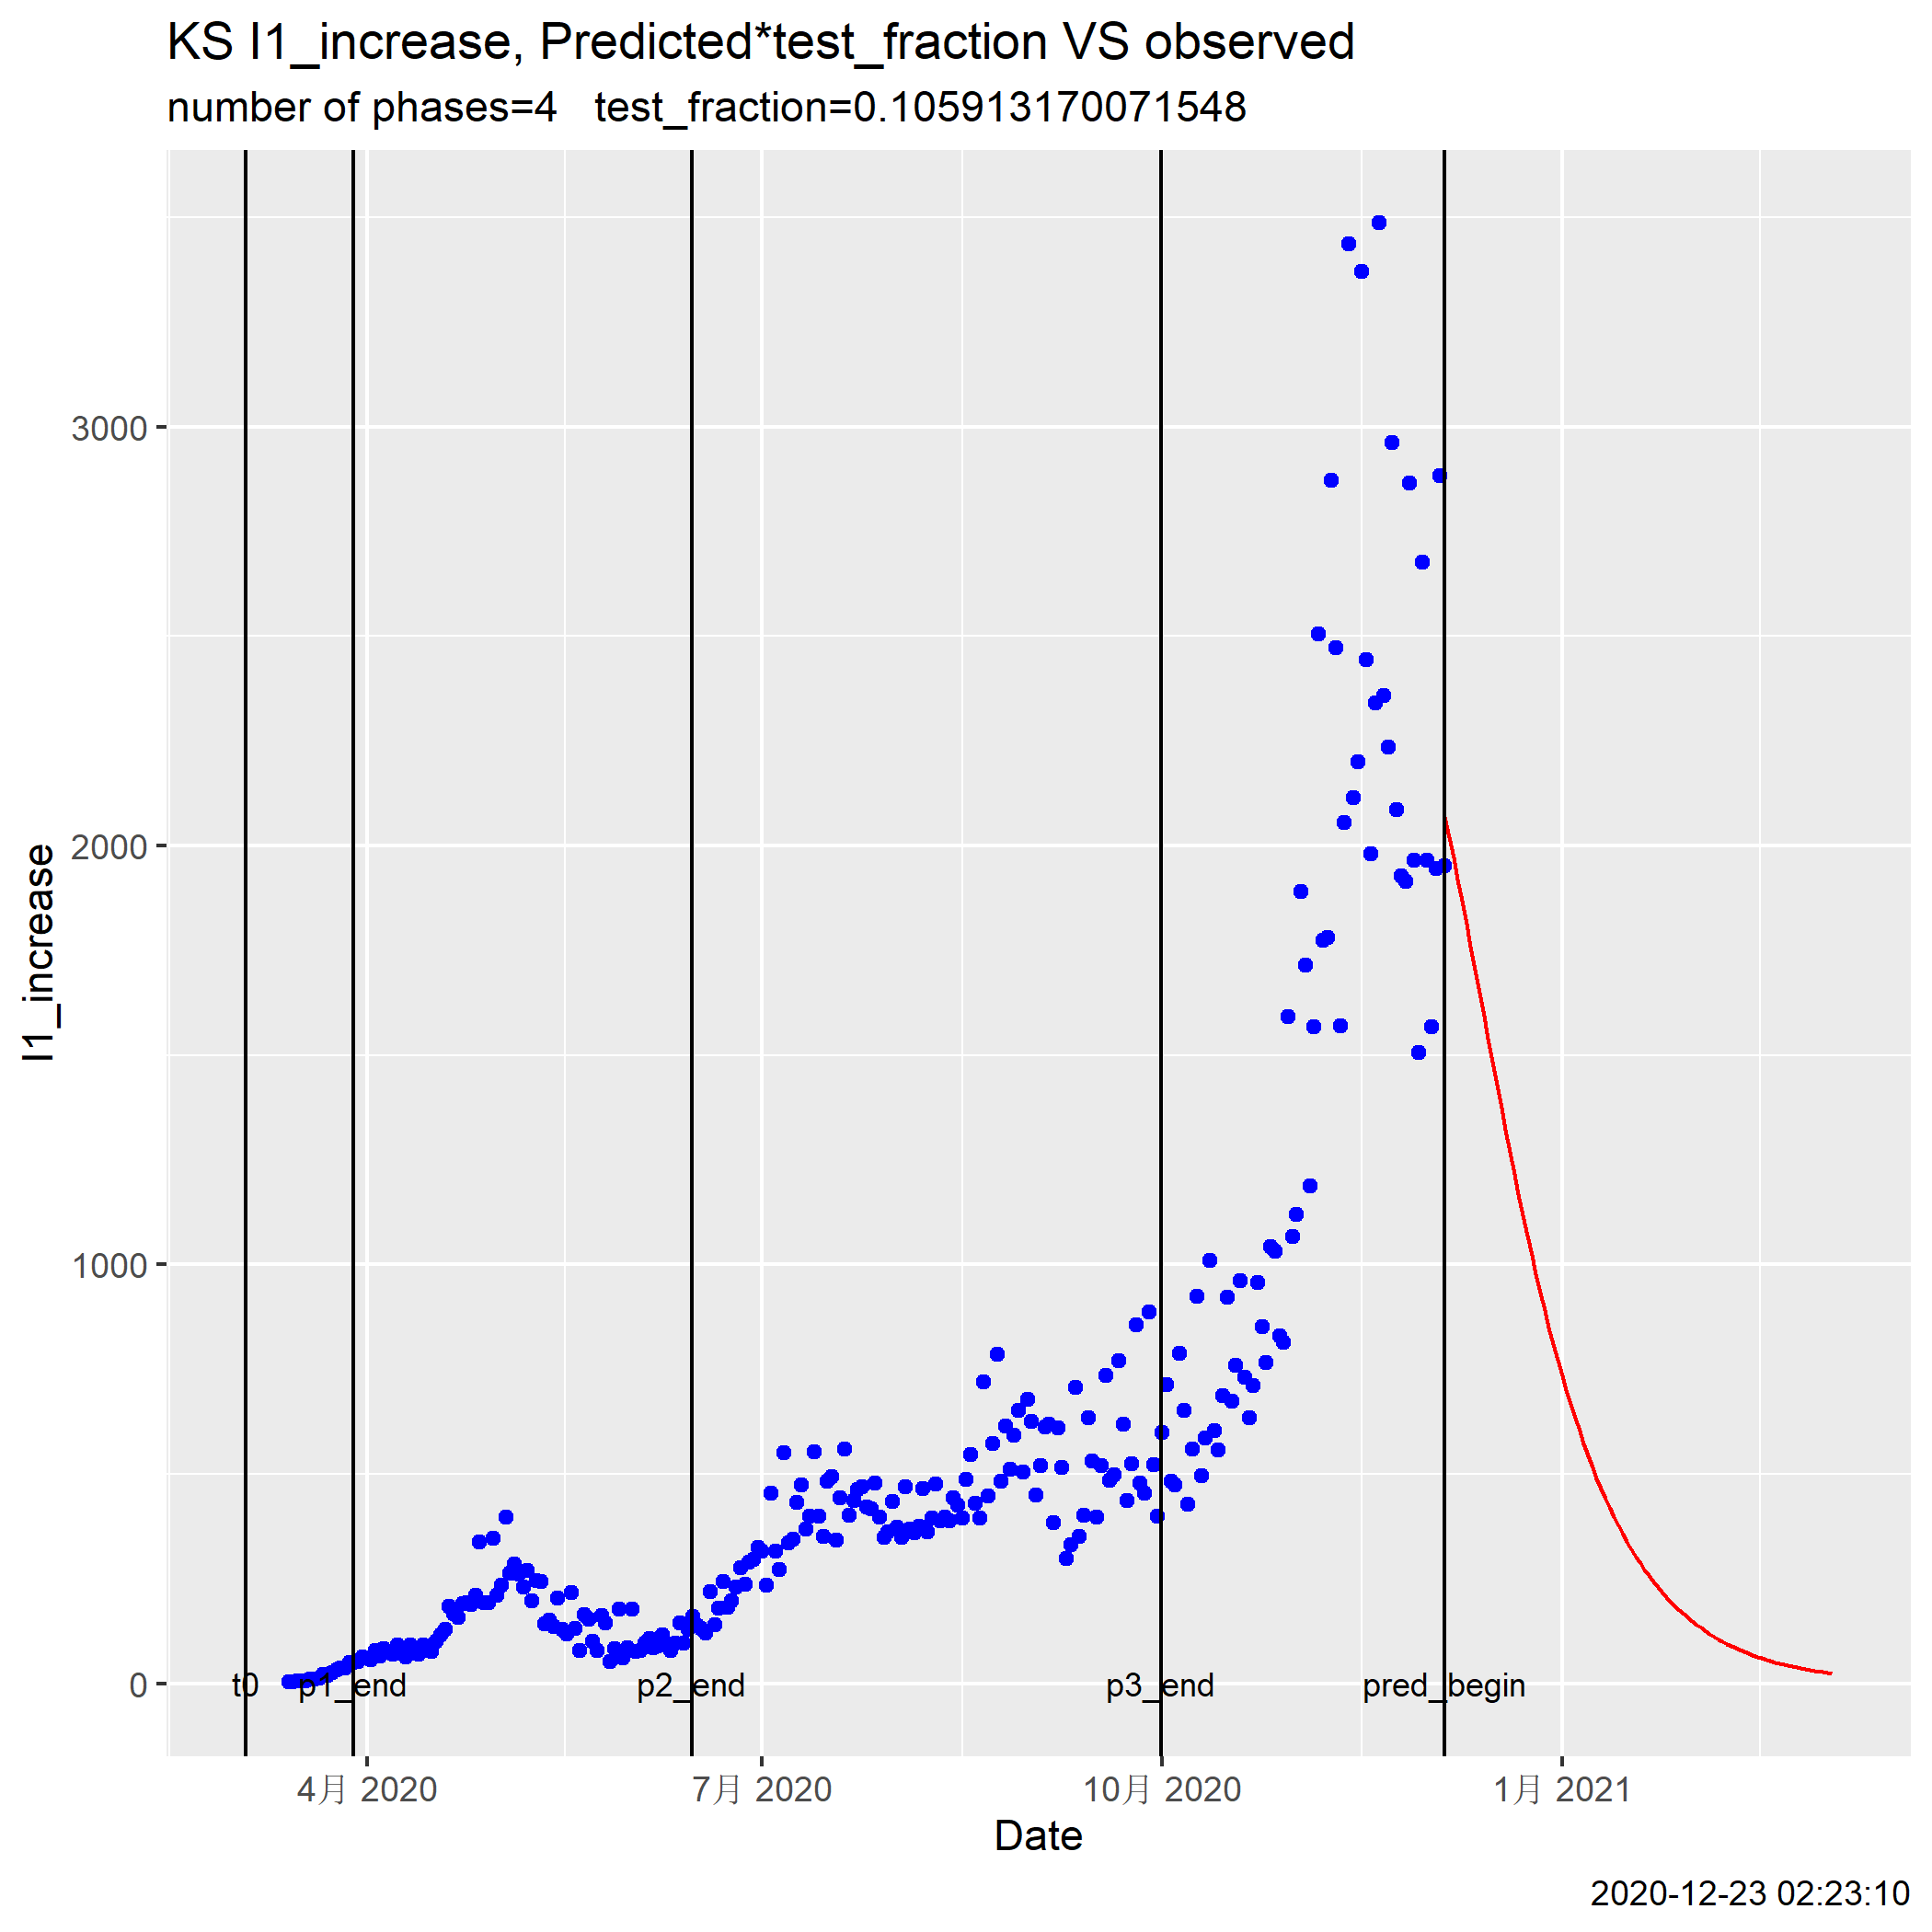 KS I1_increase, Predicted*test_fraction VS observed
number of phases=4   test_fraction=0.105913170071548
3000
2000
1000
0
I1_increase
t0
p1_end
p2_end
p3_end
pred_begin
4月 2020
7月 2020
10月 2020
1月 2021
Date
2020-12-23 02:23:10